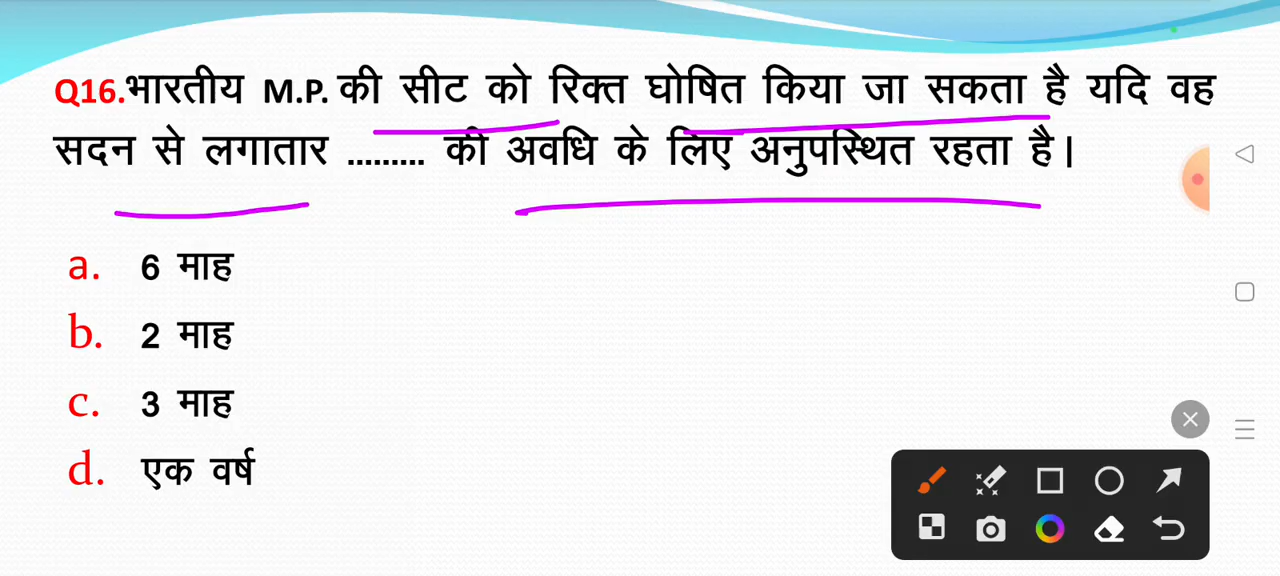 Q16.भारतीय M.P. की सीट को रिक्त घोषित किया जा सकता है यदि वह
सदन से लगातार ......... की अवधि के लिए अनुपस्थित रहता है।
a. 6 माह
b. 2 माह
c. 3 माह
d. एक वर्ष